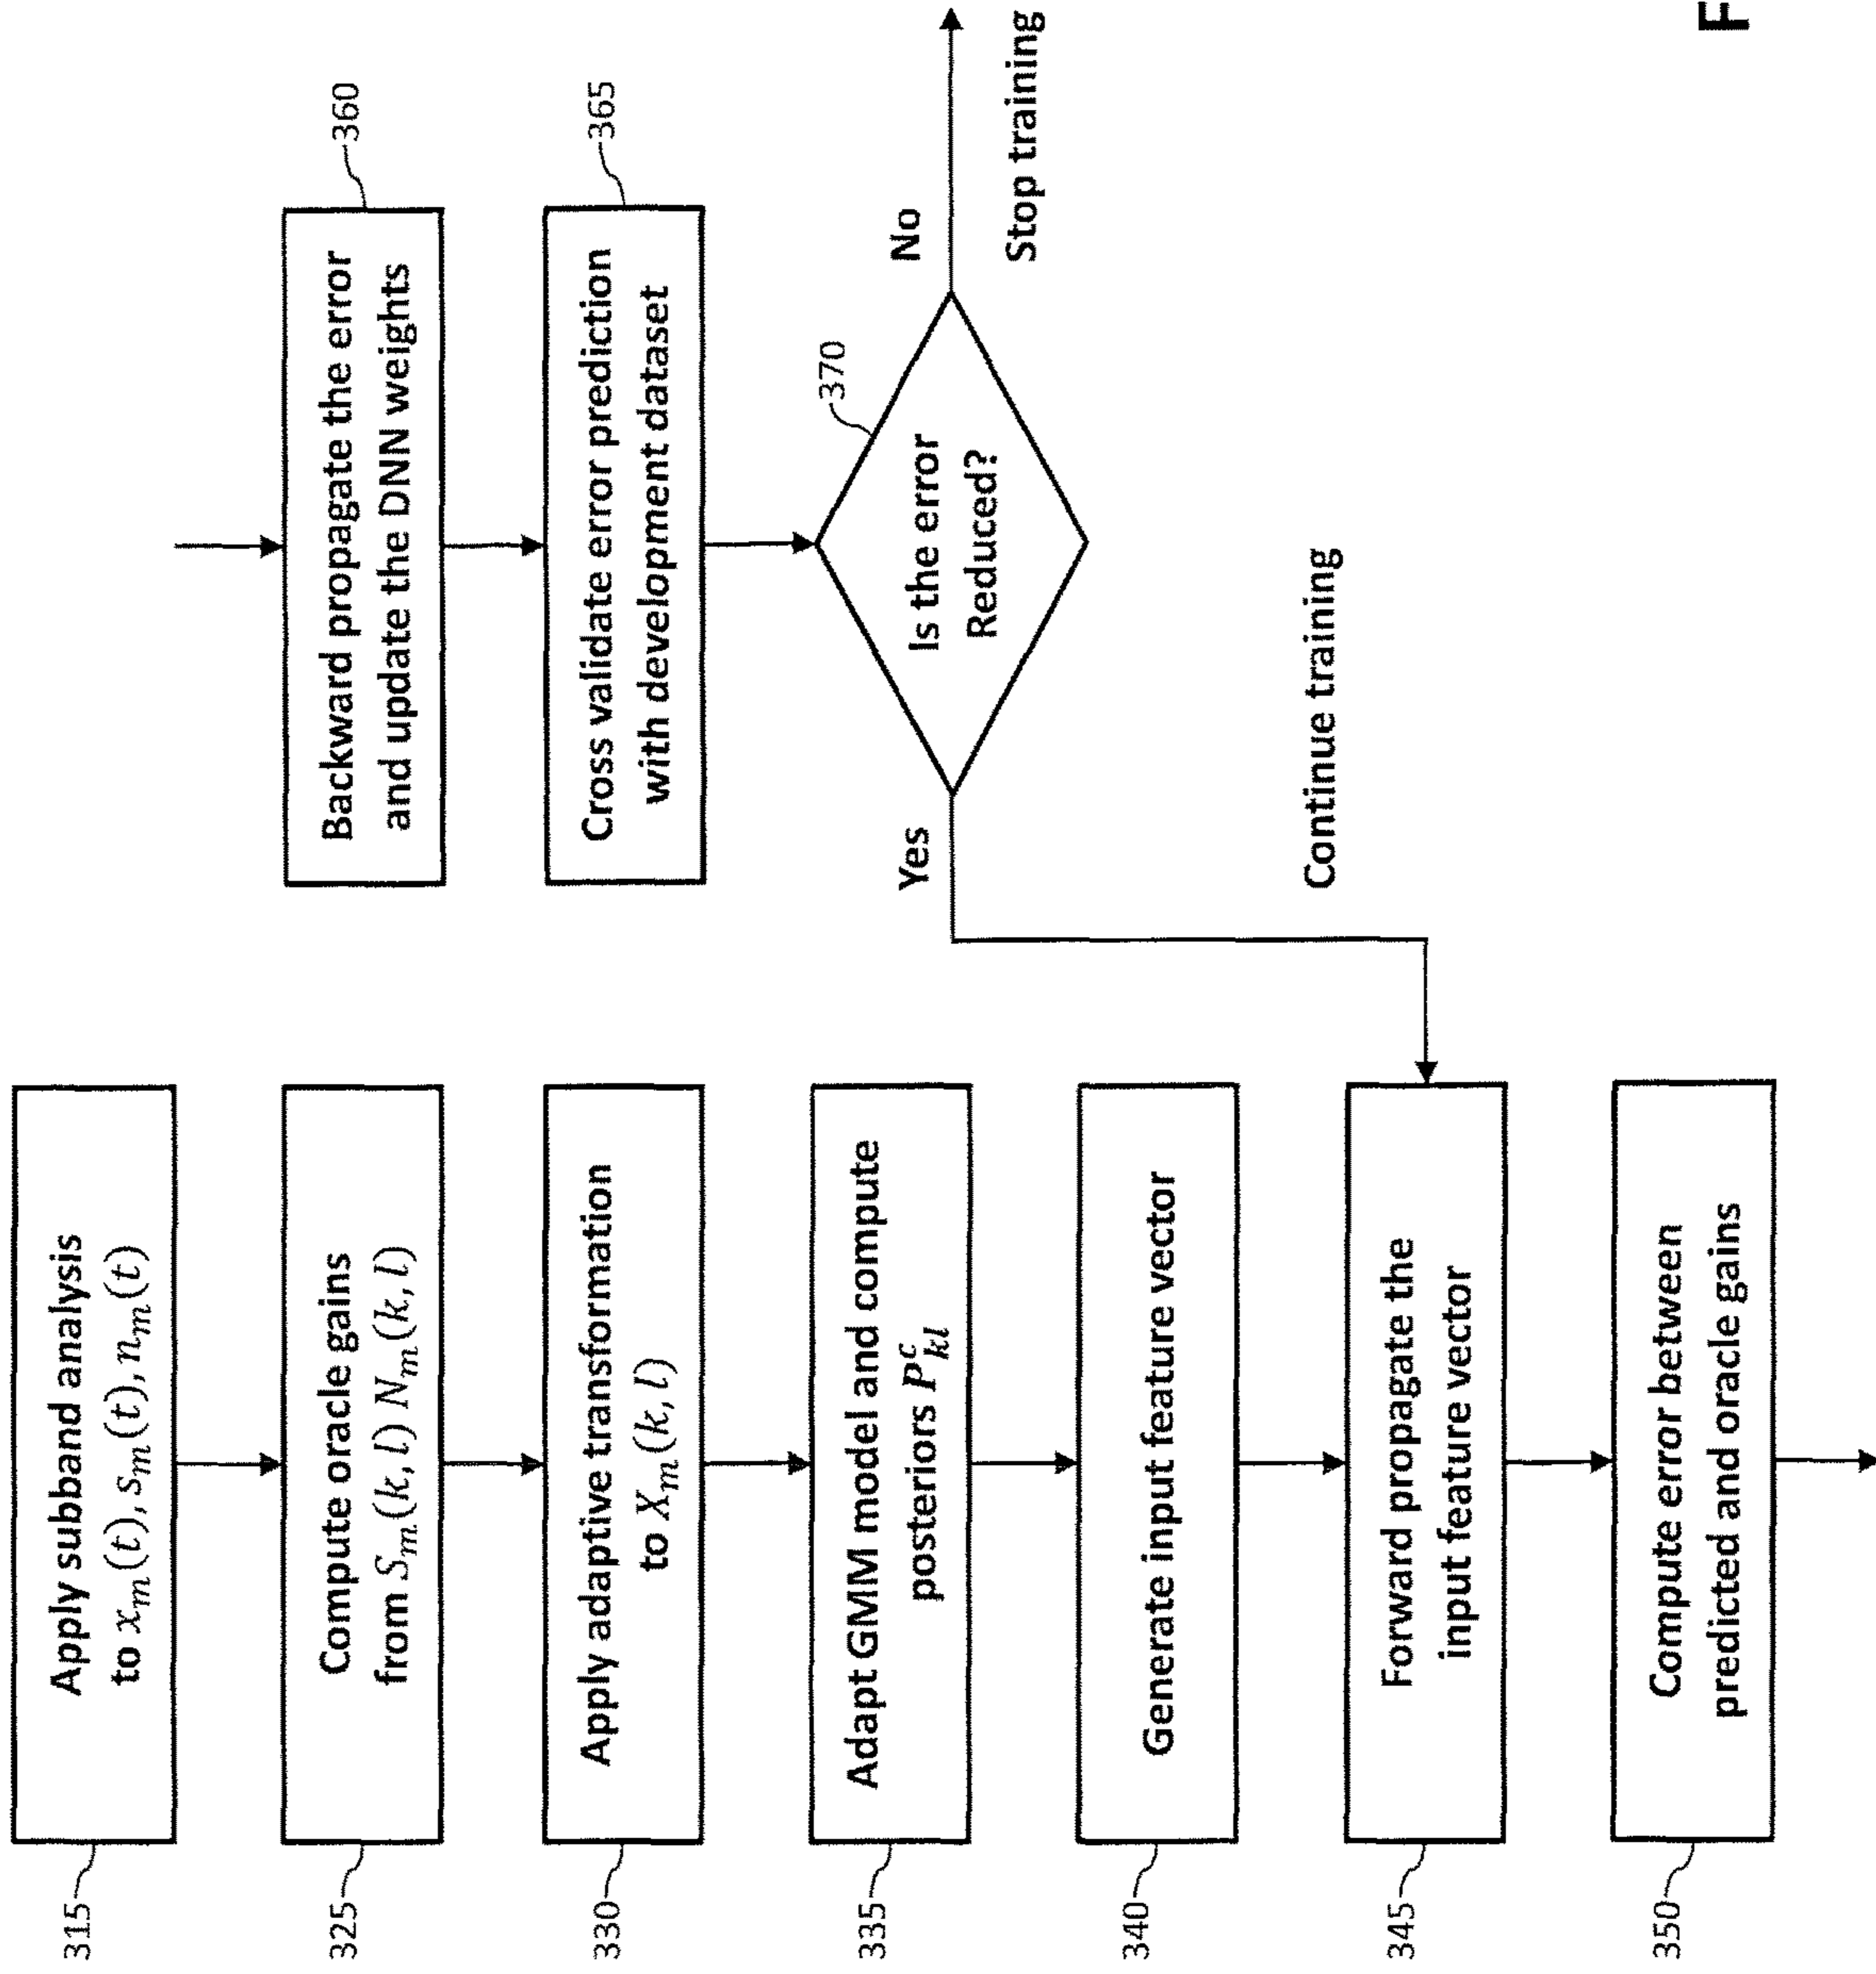 315
Apply subband analysis
to x_m(t), s_m(t), n_m(t)
325
Compute oracle gains
from S_m(k, l) N_m(k, l)
330
Apply adaptive transformation
to X_m(k, l)
335
Adapt GMM model and compute
posteriors P^c_{kl}
340
Generate input feature vector
345
Forward propagate the
input feature vector
350
Compute error between
predicted and oracle gains
360
Backward propagate the error
and update the DNN weights
365
Cross validate error prediction
with development dataset
370
Is the error
Reduced?
Yes
No
Continue training
Stop training
F